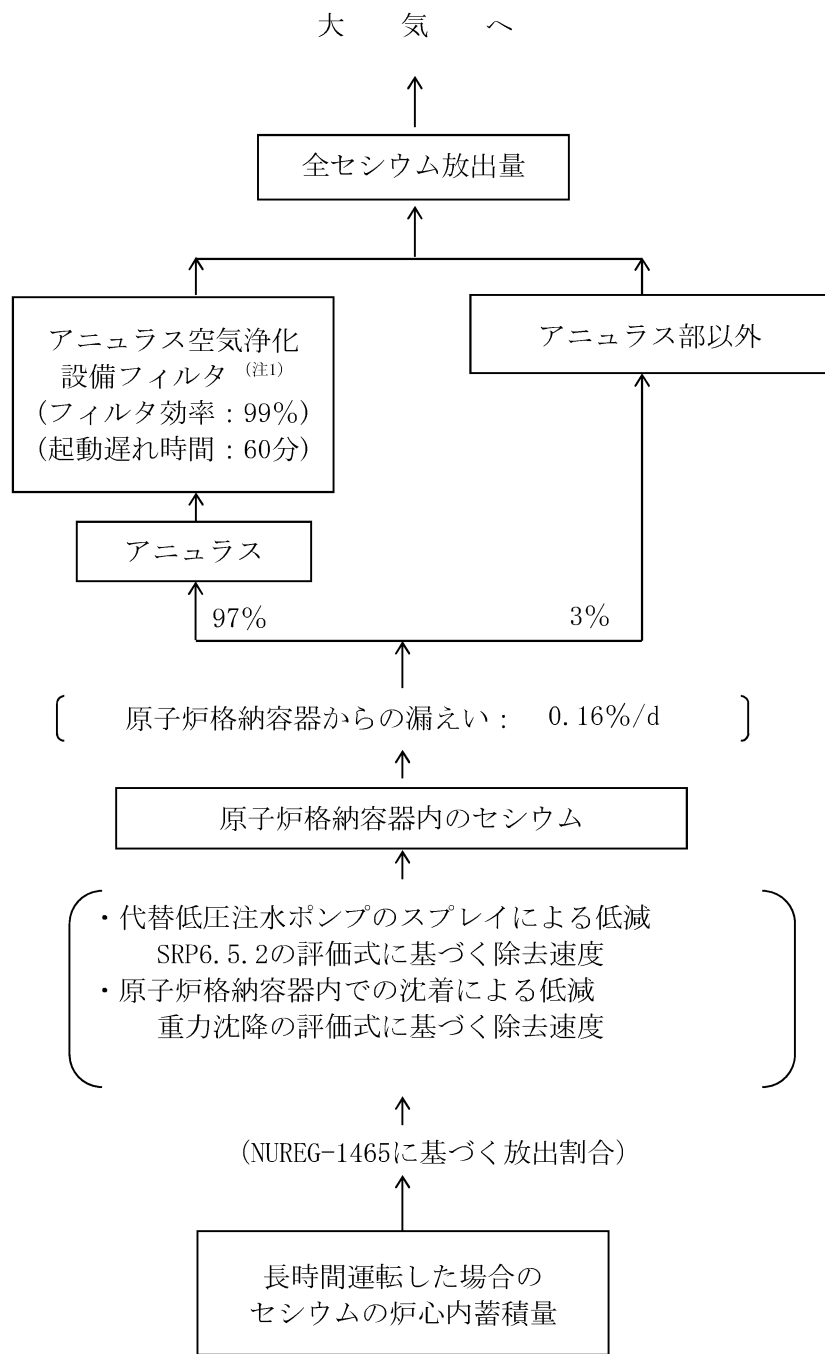 大　気　へ
全セシウム放出量
アニュラス空気浄化
設備フィルタ (注1)
(フィルタ効率：99%)
(起動遅れ時間：60分)
アニュラス部以外
アニュラス
97%
3%
原子炉格納容器からの漏えい：　0.16%/d
原子炉格納容器内のセシウム
・代替低圧注水ポンプのスプレイによる低減
SRP6.5.2の評価式に基づく除去速度
・原子炉格納容器内での沈着による低減
重力沈降の評価式に基づく除去速度
(NUREG-1465に基づく放出割合)
長時間運転した場合の
セシウムの炉心内蓄積量